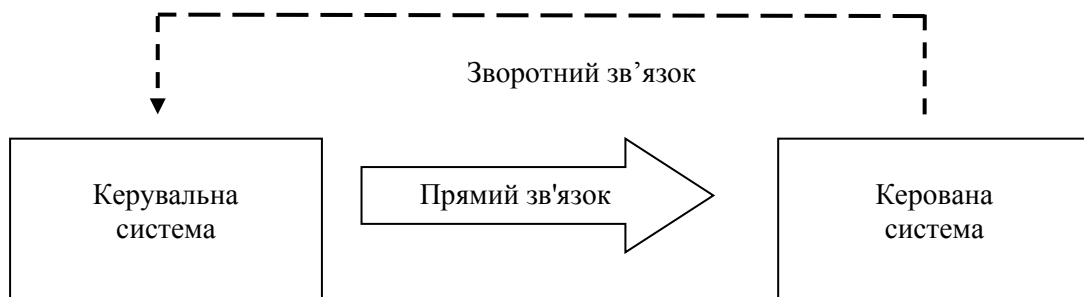 Зворотний зв’язок
Керувальна
система
Прямий зв'язок
Керована
система